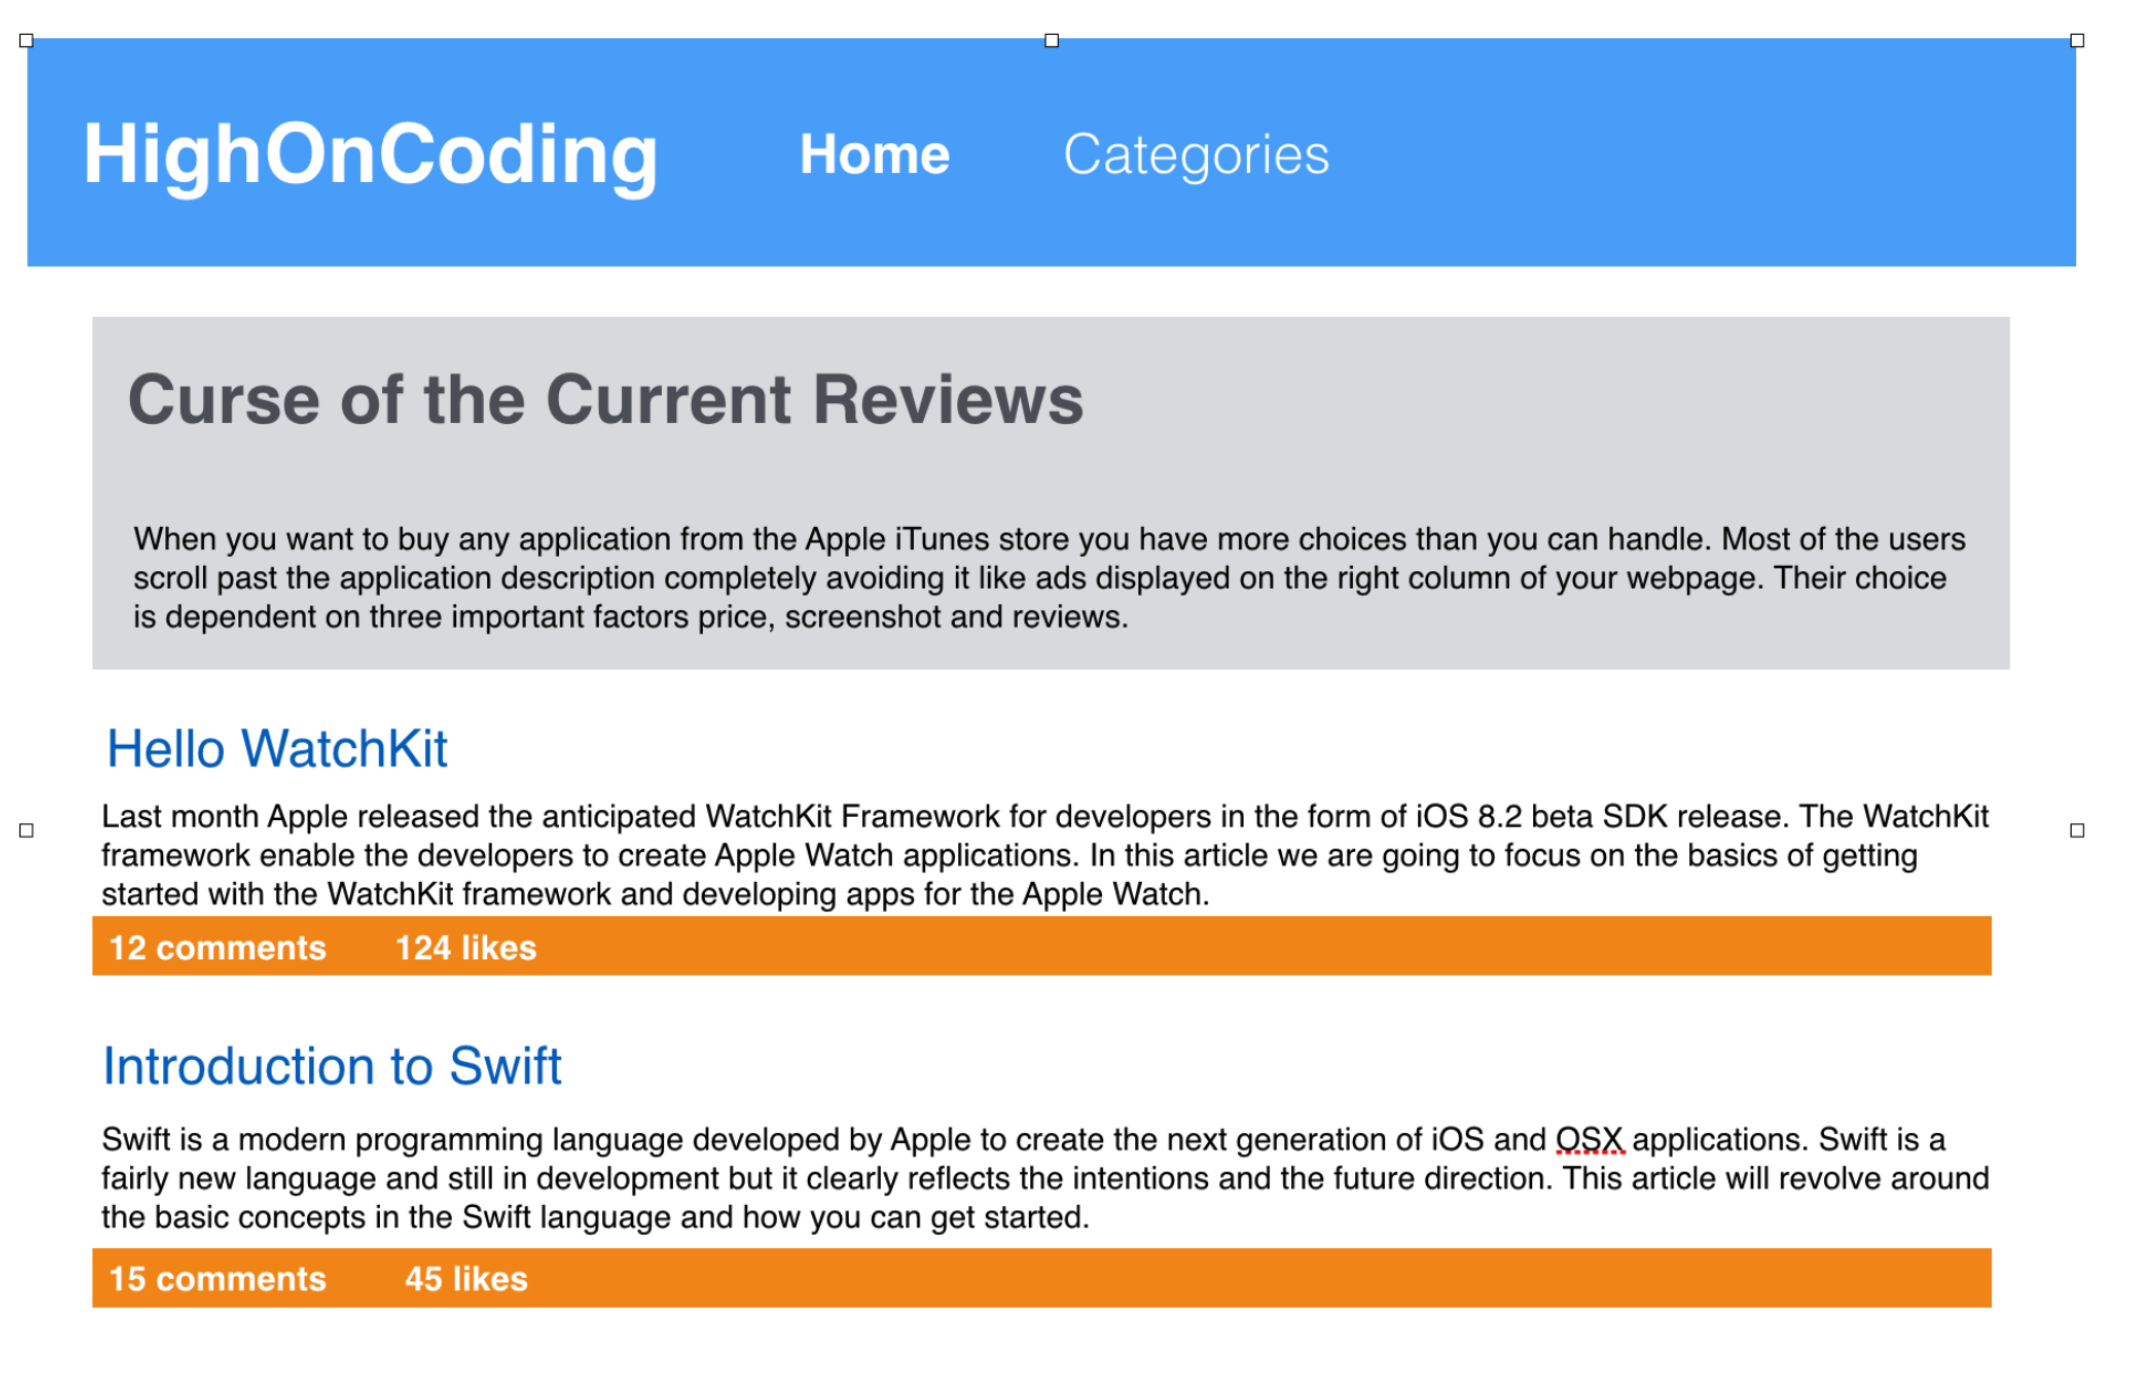 HighOnCoding Home Categories
Curse of the Current Reviews
When you want to buy any application from the Apple iTunes store you have more choices than you can handle. Most of the users
scroll past the application description completely avoiding it like ads displayed on the right column of your webpage. Their choice
is dependent on three important factors price, screenshot and reviews.
Hello WatchKit
Last month Apple released the anticipated WatchKit Framework for developers in the form of iOS 8.2 beta SDK release. The WatchKit
framework enable the developers to create Apple Watch applications. In this article we are going to focus on the basics of getting
started with the WatchKit framework and developing apps for the Apple Watch.
12 comments 124 likes
Introduction to Swift
Swift is a modern programming language developed by Apple to create the next generation of iOS and OSX applications. Swift is a
fairly new language and still in development but it clearly reflects the intentions and the future direction. This article will revolve around
the basic concepts in the Swift language and how you can get started.
15 comments 45 likes